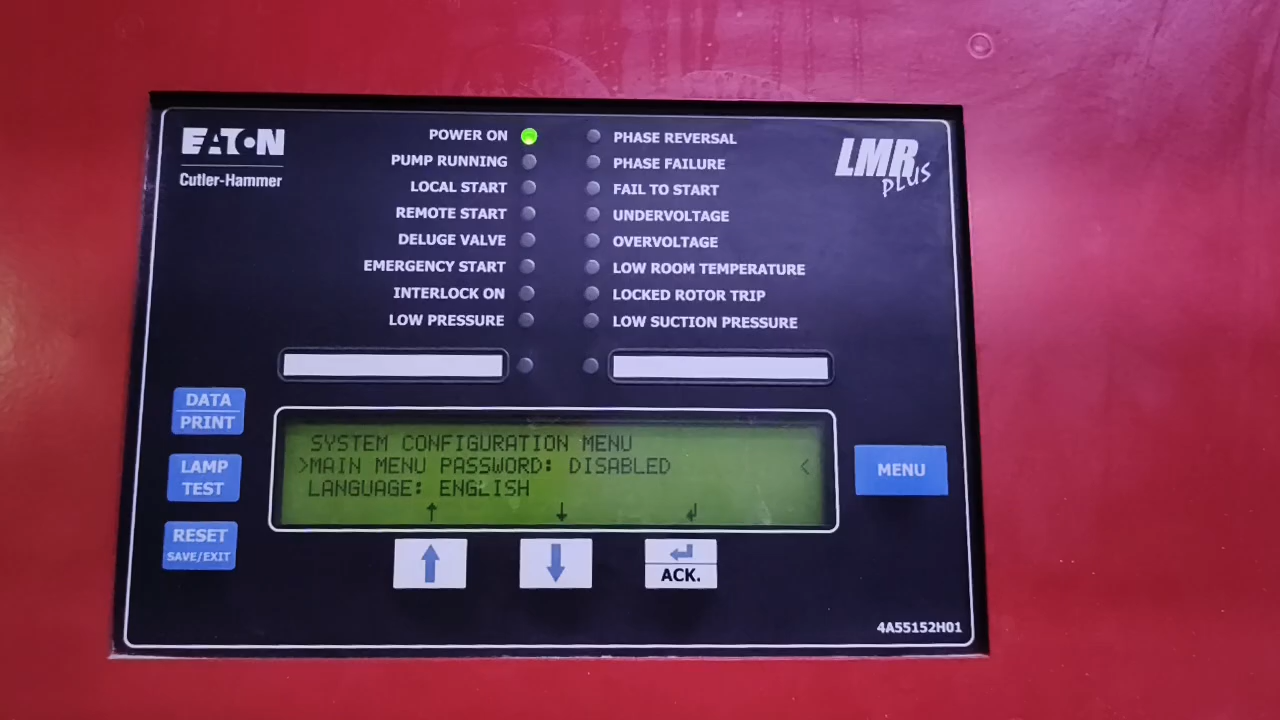 EATON
Cutler-Hammer
LMR
PLUS
POWER ON
PUMP RUNNING
LOCAL START
REMOTE START
DELUGE VALVE
EMERGENCY START
INTERLOCK ON
LOW PRESSURE
PHASE REVERSAL
PHASE FAILURE
FAIL TO START
UNDERVOLTAGE
OVERVOLTAGE
LOW ROOM TEMPERATURE
LOCKED ROTOR TRIP
LOW SUCTION PRESSURE
DATA
PRINT
LAMP
TEST
RESET
SAVE/EXIT
SYSTEM CONFIGURATION MENU
>MAIN MENU PASSWORD: DISABLED <
LANGUAGE: ENGLISH
↑ ↓ ↲
MENU
ACK.
4A55152H01